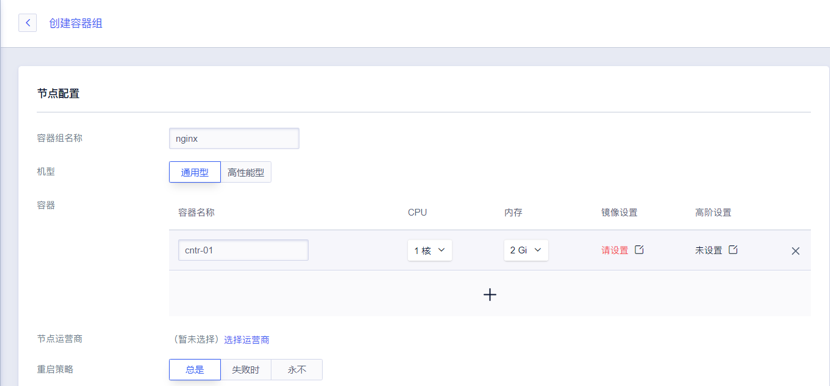 创建容器组
节点配置
容器组名称 nginx
机型 通用型 高性能型
容器 容器名称 CPU 内存 镜像设置 高阶设置
cntr-01 1 核 2 Gi 请设置 未设置
节点运营商 （暂未选择） 选择运营商
重启策略 总是 失败时 永不